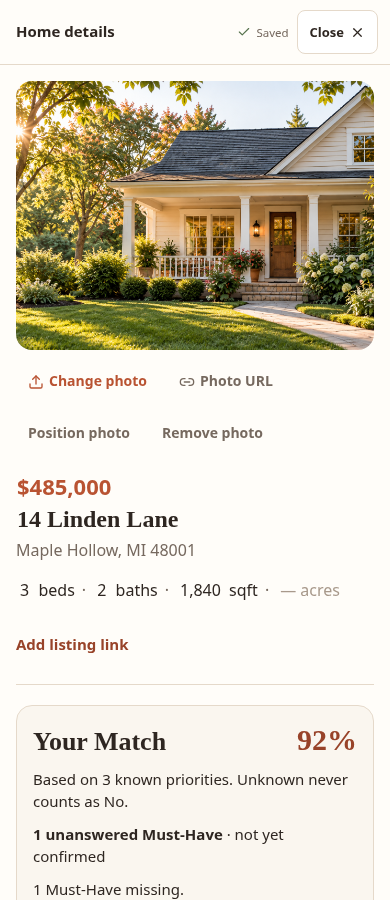 Home details
Saved
Close
Change photo
Photo URL
Position photo
Remove photo
$485,000
14 Linden Lane
Maple Hollow, MI 48001
3 beds · 2 baths · 1,840 sqft · — acres
Add listing link
Your Match 92%
Based on 3 known priorities. Unknown never
counts as No.
1 unanswered Must-Have · not yet
confirmed
1 Must-Have missing.